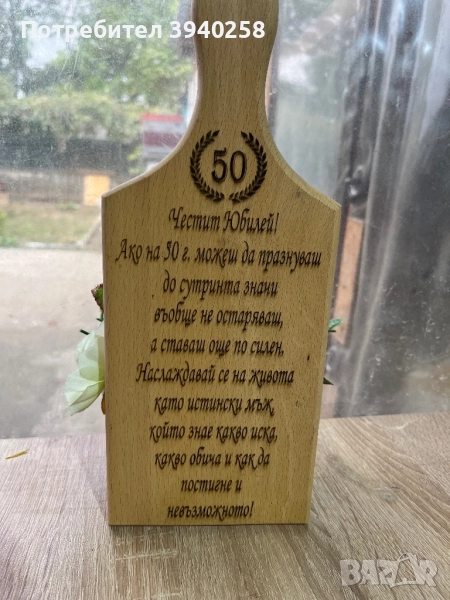 Потребител 3940258
50
Честит Юбилей!
Ако на 50 г. можеш да празнуваш
до сутринта значи
въобще не остаряваш,
а ставаш още по силен.
Наслаждавай се на живота
като истински мъж,
който знае какво иска,
какво обича и как да
постигне и
невъзможното!
BAZAR